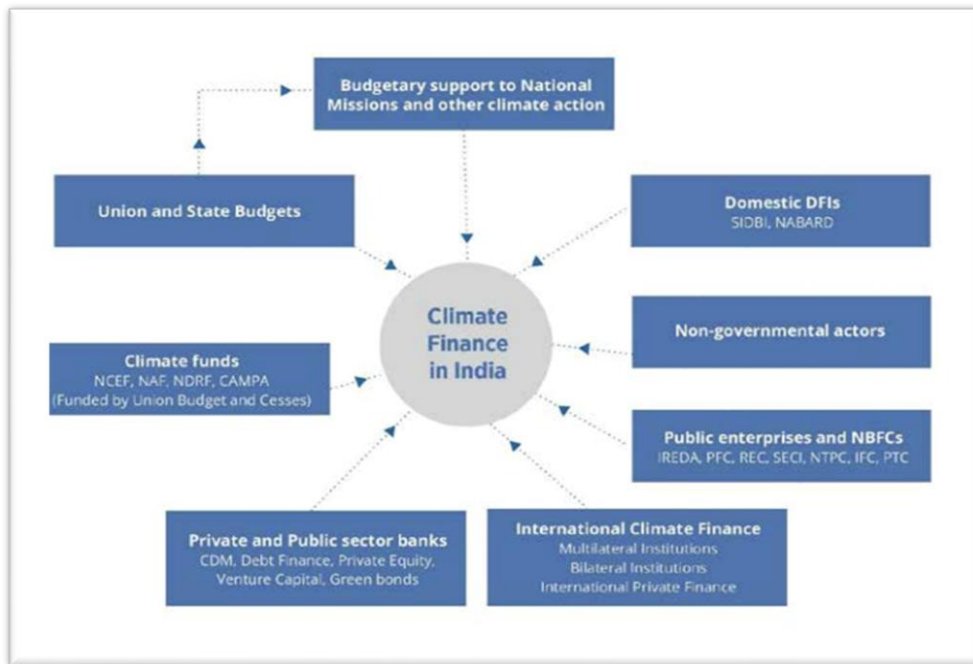 Budgetary support to National
Missions and other climate action
Union and State Budgets
Domestic DFIs
SIDBI, NABARD
Climate
Finance
in India
Non-governmental actors
Climate funds
NCEF, NAF, NDRF, CAMPA
(Funded by Union Budget and Cesses)
Public enterprises and NBFCs
IREDA, PFC, REC, SECI, NTPC, IFC, PTC
Private and Public sector banks
CDM, Debt Finance, Private Equity,
Venture Capital, Green bonds
International Climate Finance
Multilateral Institutions
Bilateral Institutions
International Private Finance